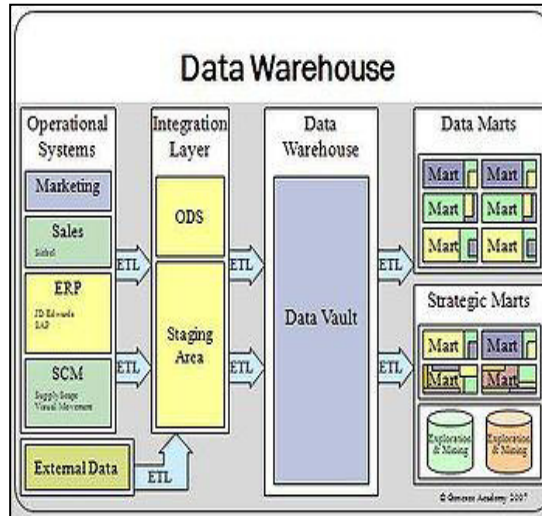 Data Warehouse
Operational
Systems
Marketing
Sales
Siebel
ERP
JD Edwards
SAP
SCM
Visual Movement
External Data
ETL
ETL
ETL
Integration
Layer
ODS
Staging
Area
ETL
ETL
Data
Warehouse
Data Vault
ETL
ETL
Data Marts
Mart Mart
Mart Mart
Mart Mart
Strategic Marts
Mart Mart
Mart Mart
Exploration
& Mining
Exploration
& Mining
© Genesee Academy 2007